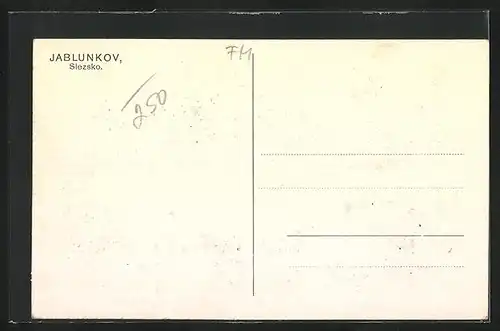 JABLUNKOV,
Slezsko.
FM
250